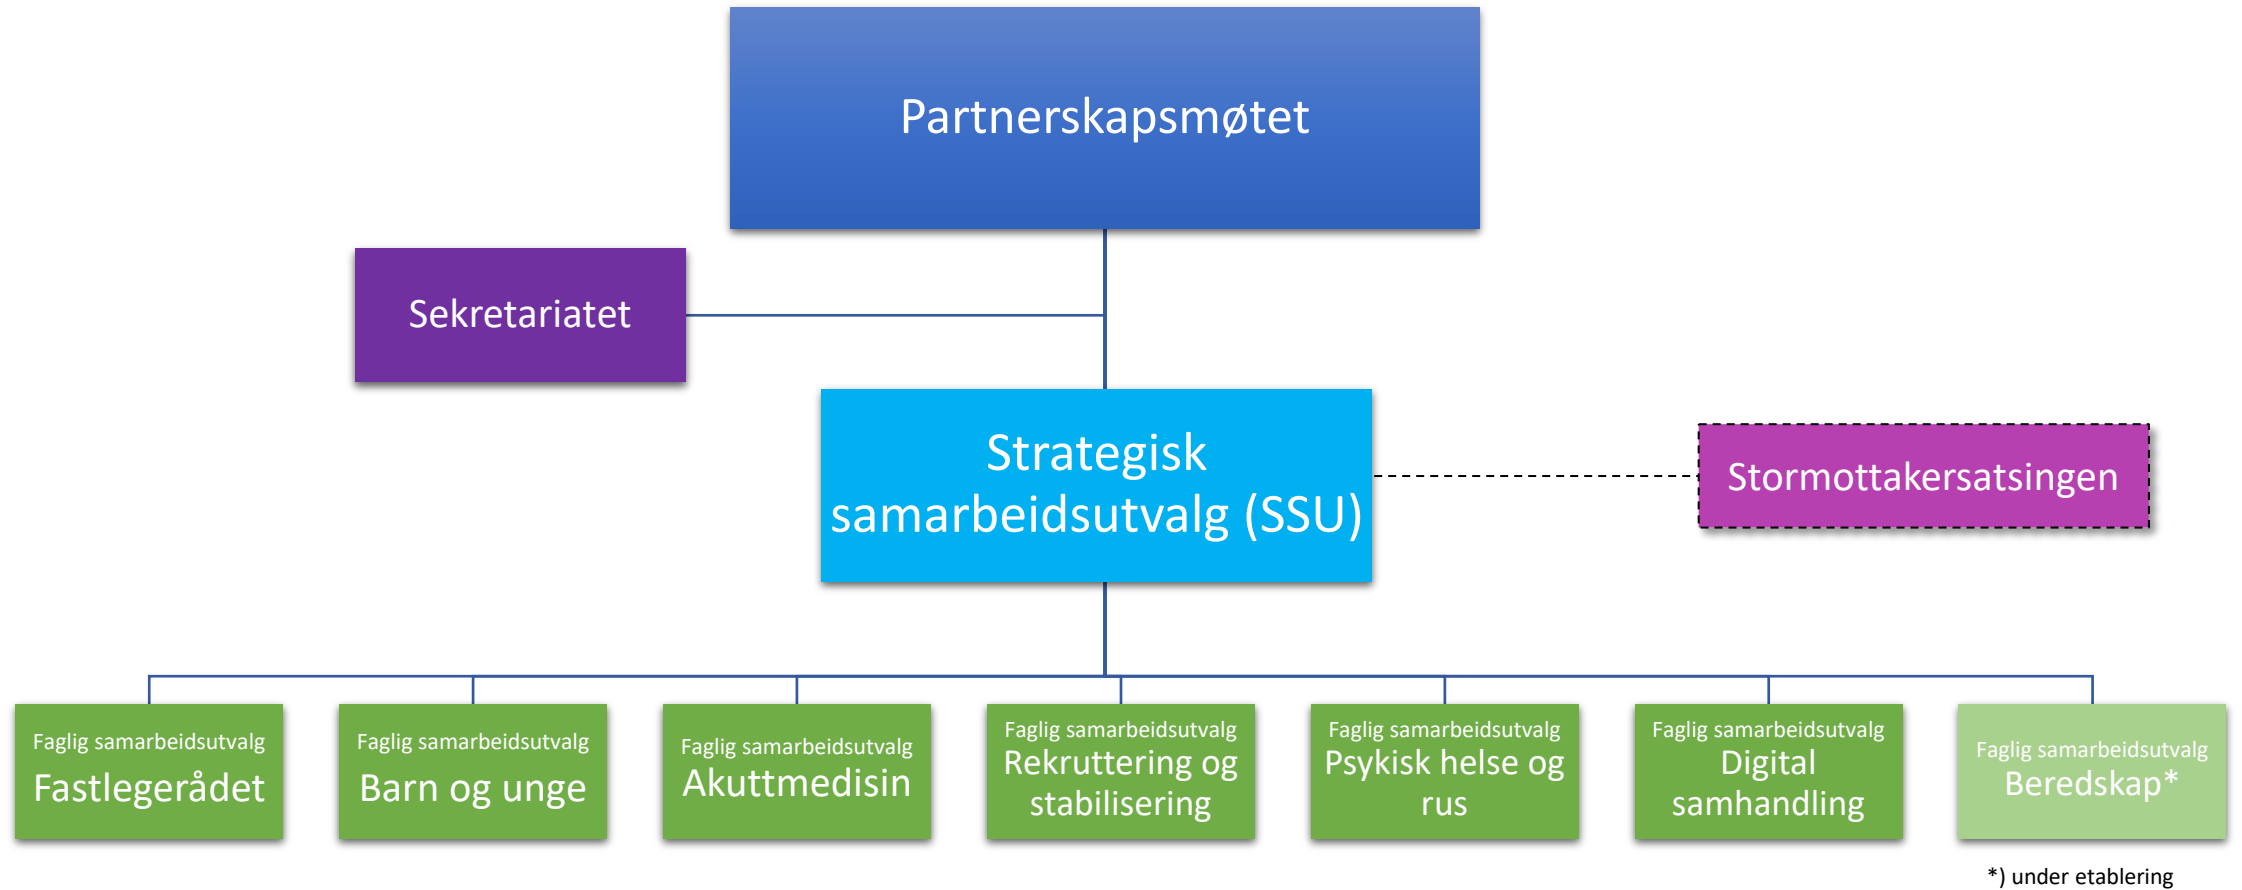 Partnerskapsmøtet
Sekretariatet
Strategisk
samarbeidsutvalg (SSU)
Stormottakersatsingen
Faglig samarbeidsutvalg
Fastlegerådet
Faglig samarbeidsutvalg
Barn og unge
Faglig samarbeidsutvalg
Akuttmedisin
Faglig samarbeidsutvalg
Rekruttering og
stabilisering
Faglig samarbeidsutvalg
Psykisk helse og
rus
Faglig samarbeidsutvalg
Digital
samhandling
Faglig samarbeidsutvalg
Beredskap*
*) under etablering